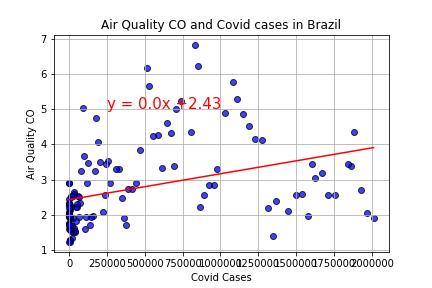 Air Quality CO and Covid cases in Brazil
7
6
5
4
3
2
1
Air Quality CO
y = 0.0x +2.43
0 250000 500000 750000 1000000 1250000 1500000 1750000 2000000
Covid Cases